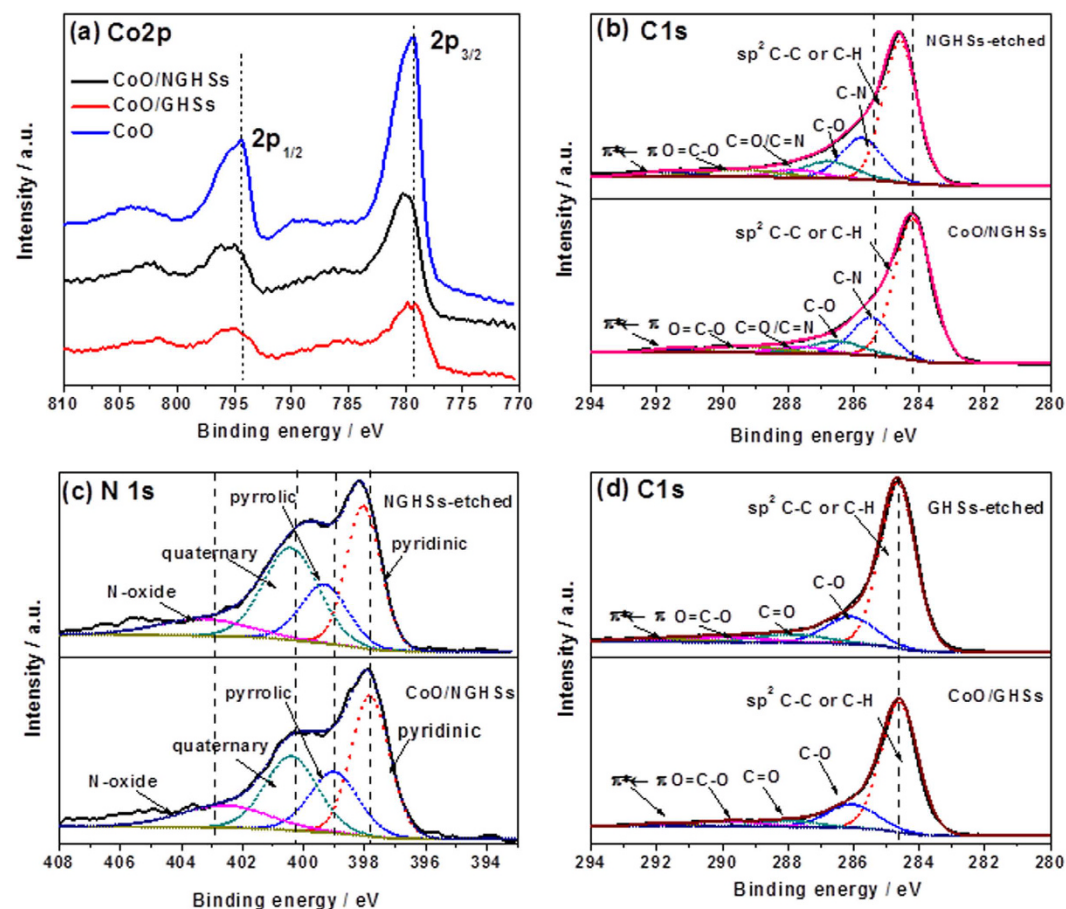 (a) Co2p
2p3/2
CoO/NGHSs
CoO/GHSs
CoO
2p1/2
Intensity / a.u.
810 805 800 795 790 785 780 775 770
Binding energy / eV
(b) C1s
NGHSs-etched
sp2 C-C or C-H
C-N
C-O
C=O/C=N
π*← π O=C-O
CoO/NGHSs
sp2 C-C or C-H
C-N
C-O
π*← π O=C-O C=O/C=N
Intensity / a.u.
294 292 290 288 286 284 282 280
Binding energy / eV
(c) N 1s
pyrrolic
NGHSs-etched
quaternary
pyridinic
N-oxide
pyrrolic
CoO/NGHSs
quaternary
pyridinic
N-oxide
Intensity / a.u.
408 406 404 402 400 398 396 394
Binding energy / eV
(d) C1s
GHSs-etched
sp2 C-C or C-H
C-O
π*← π O=C-O C=O
CoO/GHSs
sp2 C-C or C-H
C-O
π*← π O=C-O C=O
Intensity / a.u.
294 292 290 288 286 284 282 280
Binding energy / eV